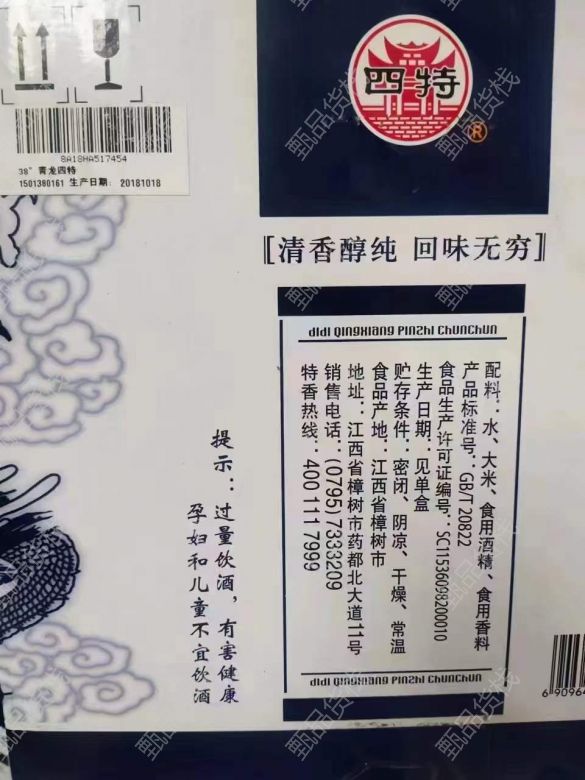 四特
®
8A18HA517454
38° 青龙四特
1501380161 生产日期: 20181018
〖清香醇纯 回味无穷〗
didi QingXiang PinZhi ChunChun
配料：水、大米、食用酒精、食用香料
产品标准号：GB/T 20822
食品生产许可证编号：SC11536098200010
生产日期：见单盒
贮存条件：密闭、阴凉、干燥、常温
食品产地：江西省樟树市
地址：江西省樟树市药都北大道11号
销售电话：(0795)7333209
特香热线：400 111 7999
didi QingXiang PinZhi ChunChun
提示：过量饮酒，有害健康
孕妇和儿童不宜饮酒
6 90964
甄品货栈